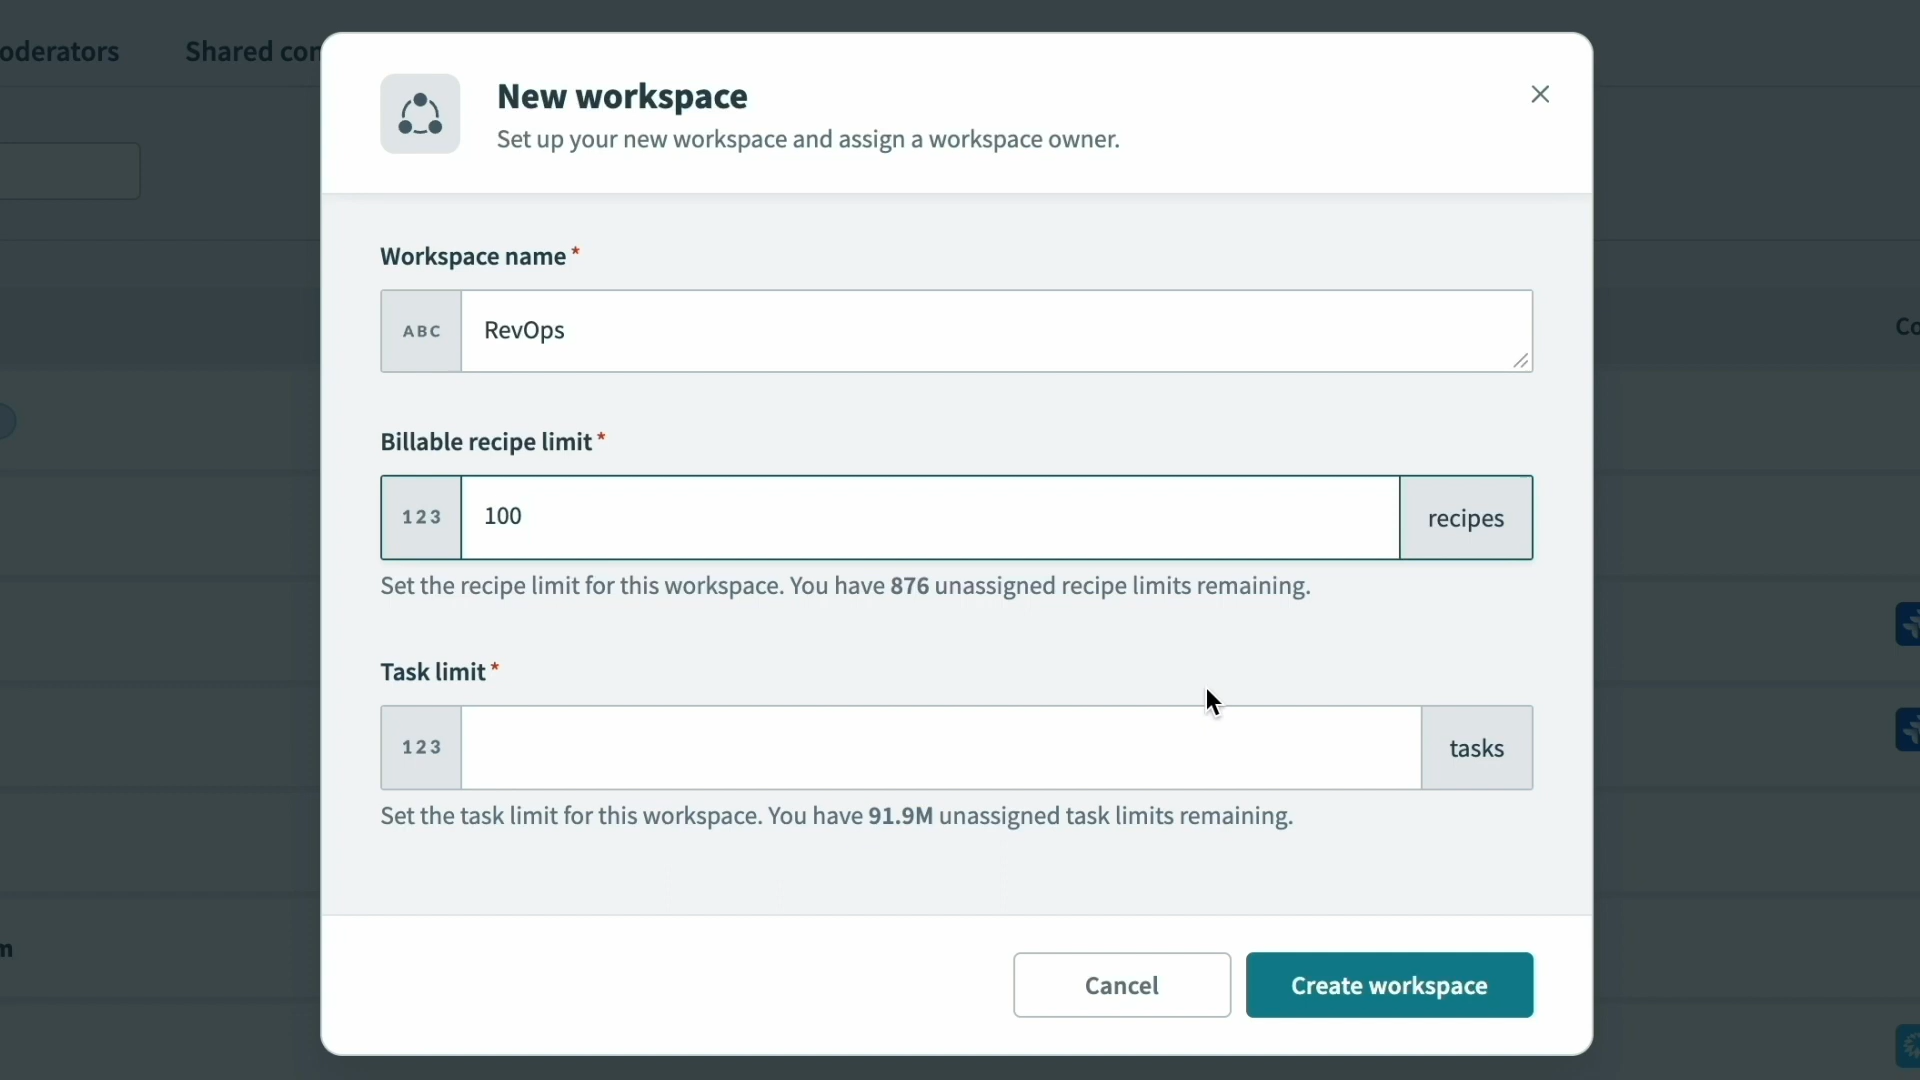 oderators
Shared con
New workspace
Set up your new workspace and assign a workspace owner.
Workspace name *
ABC
RevOps
Co
Billable recipe limit *
123
100
recipes
Set the recipe limit for this workspace. You have 876 unassigned recipe limits remaining.
Task limit *
123
tasks
Set the task limit for this workspace. You have 91.9M unassigned task limits remaining.
m
Cancel
Create workspace